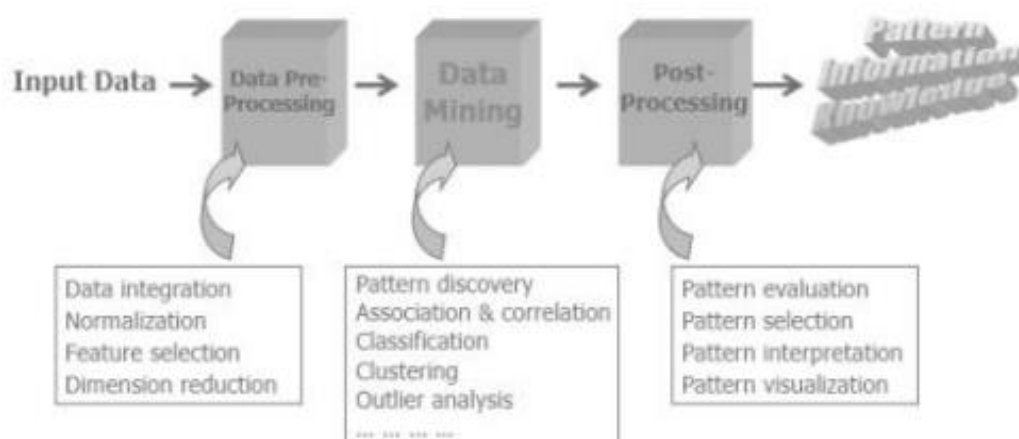 Input Data
Data Pre-
Processing
Data
Mining
Post-
Processing
Pattern
Information
Knowledge
Data integration
Normalization
Feature selection
Dimension reduction
Pattern discovery
Association & correlation
Classification
Clustering
Outlier analysis
... ... ... ...
Pattern evaluation
Pattern selection
Pattern interpretation
Pattern visualization